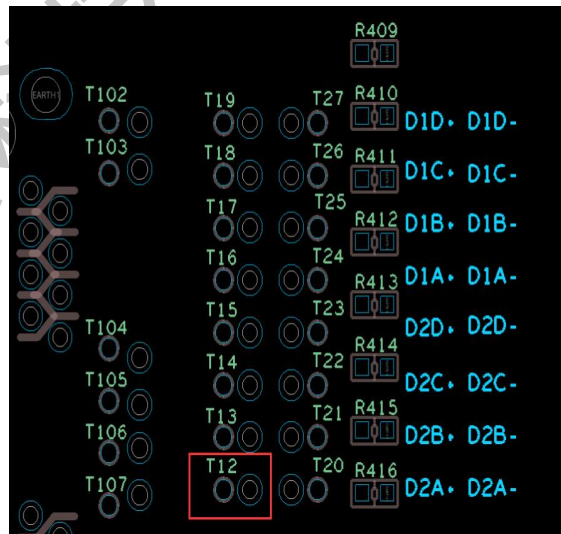 R409
EARTH1
T102 T19 T27 R410
D1D+ D1D-
T103 T18 T26 R411
D1C+ D1C-
T17 T25 R412
D1B+ D1B-
T16 T24 R413
D1A+ D1A-
T104 T15 T23
D2D+ D2D-
T105 T14 T22 R414
D2C+ D2C-
T106 T13 T21 R415
D2B+ D2B-
T107 T12 T20 R416
D2A+ D2A-